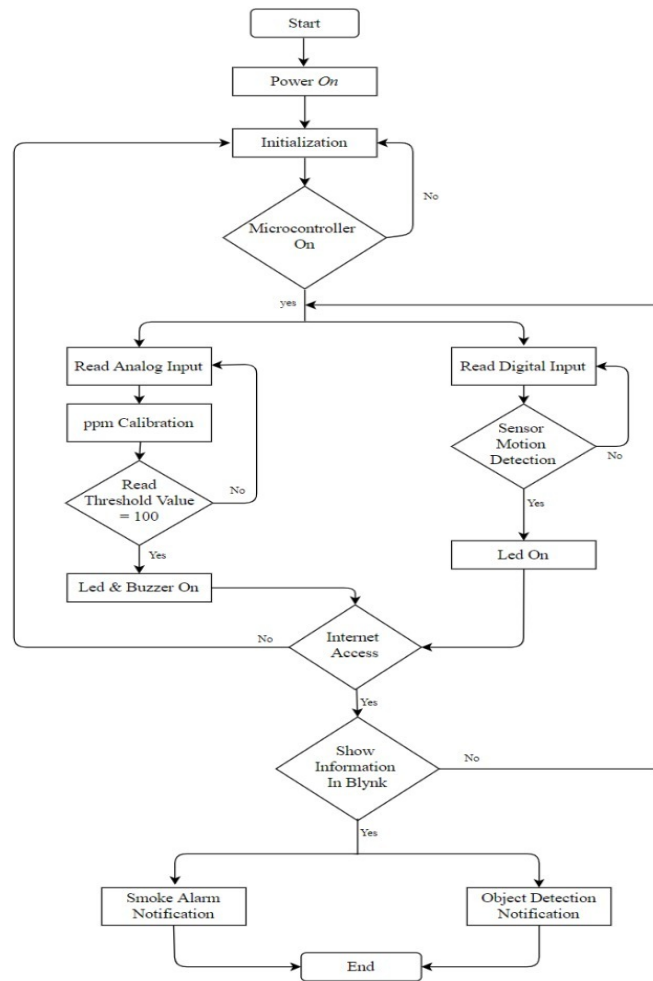 Start
Power On
Initialization
No
Microcontroller
On
yes
Read Analog Input
Read Digital Input
ppm Calibration
Sensor
Motion
Detection
No
Read
Threshold Value
= 100
No
Yes
Yes
Led & Buzzer On
Led On
No
Internet
Access
Yes
Show
Information
In Blynk
No
Yes
Smoke Alarm
Notification
Object Detection
Notification
End